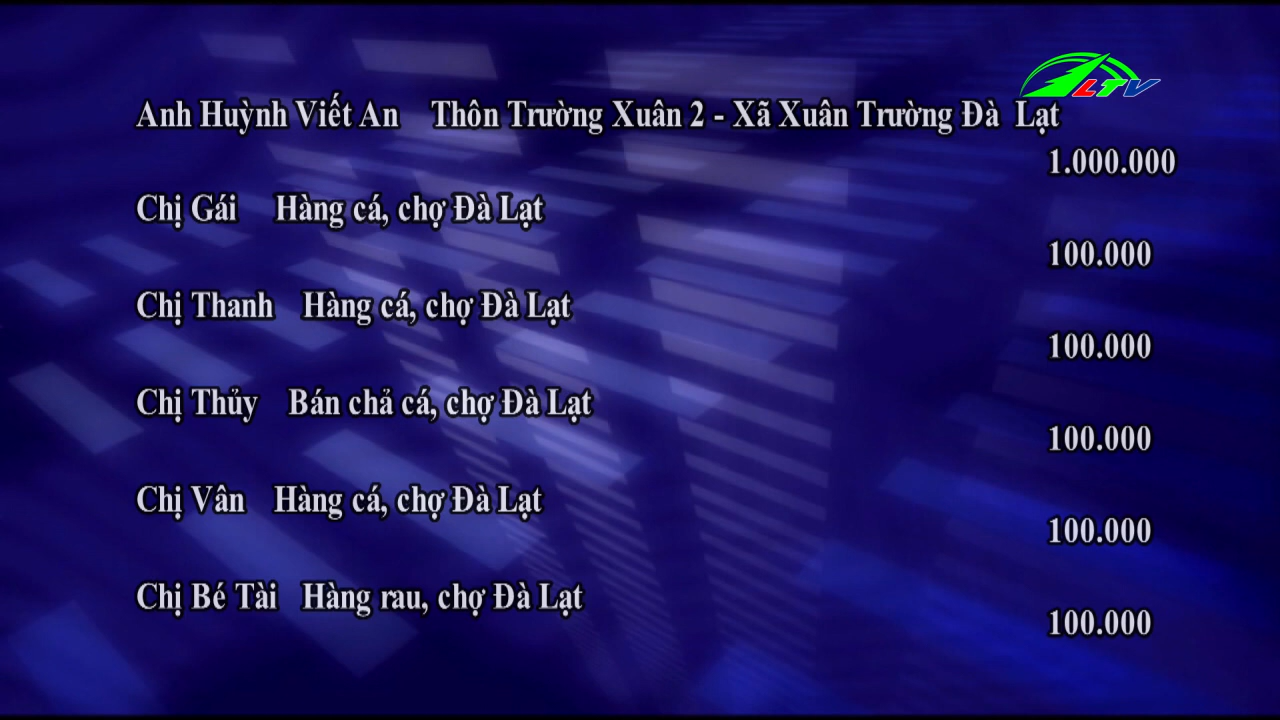 LTV
Anh Huỳnh Viết An Thôn Trường Xuân 2 - Xã Xuân Trường Đà Lạt
1.000.000
Chị Gái Hàng cá, chợ Đà Lạt
100.000
Chị Thanh Hàng cá, chợ Đà Lạt
100.000
Chị Thủy Bán chả cá, chợ Đà Lạt
100.000
Chị Vân Hàng cá, chợ Đà Lạt
100.000
Chị Bé Tài Hàng rau, chợ Đà Lạt
100.000